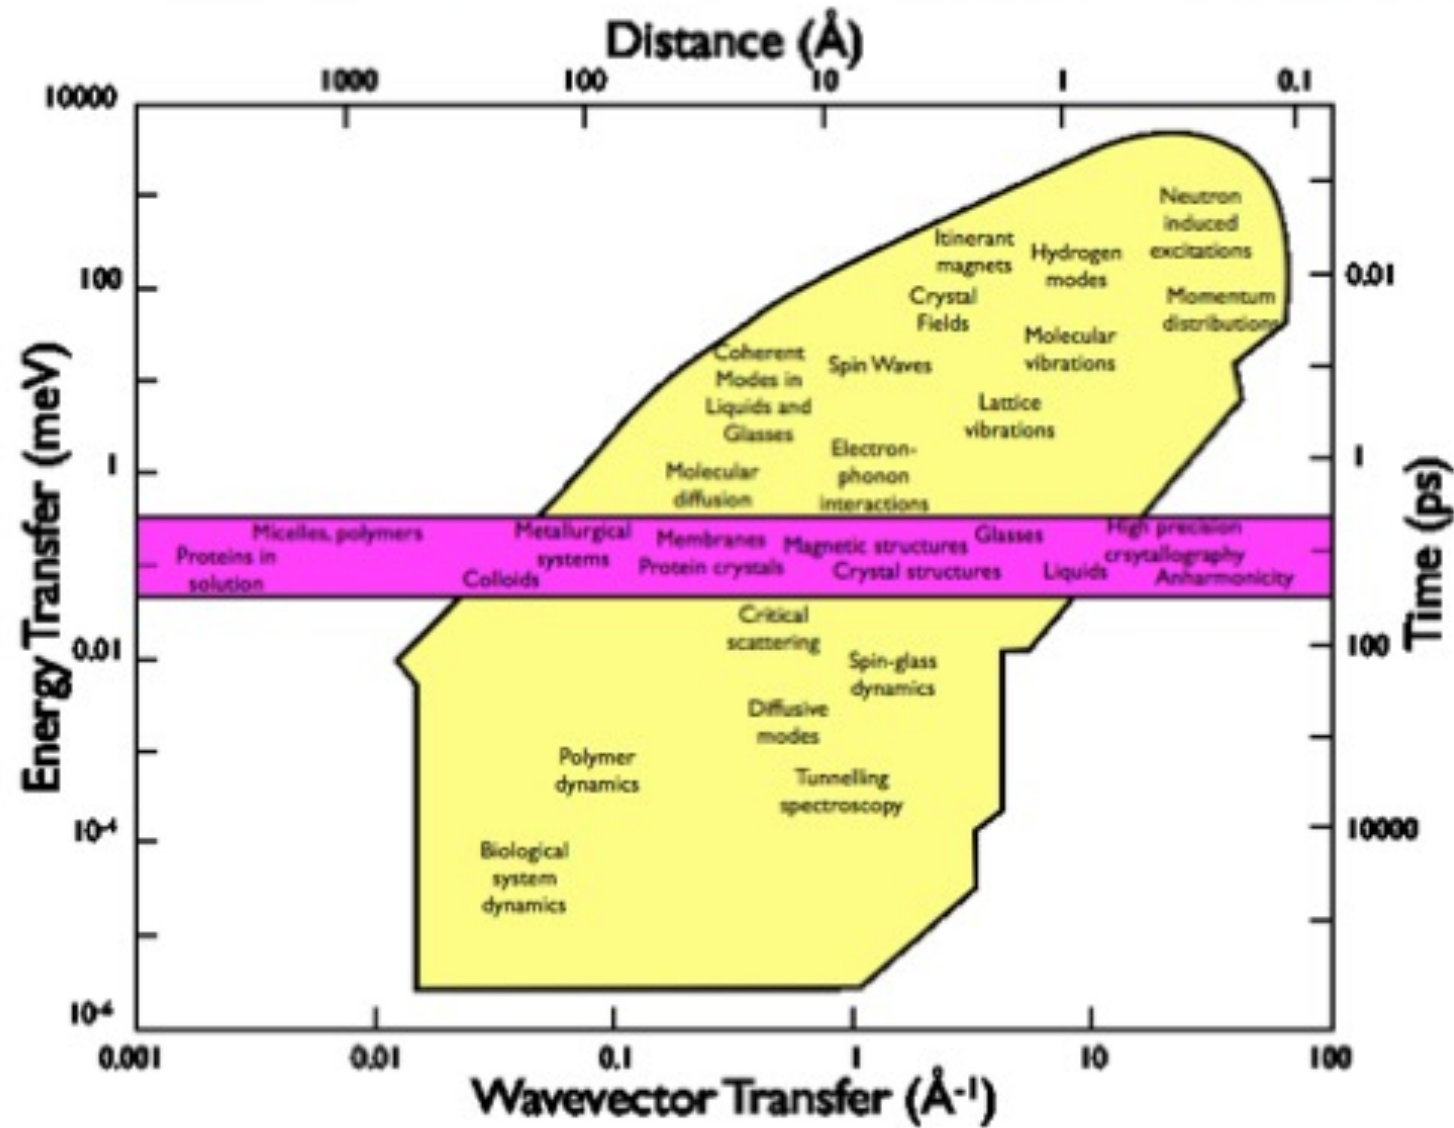 Distance (Å)
1000
100
10
1
0.1
10000
100
1
0.01
10-4
10-6
Energy Transfer (meV)
Neutron
induced
excitations
Itinerant
magnets
Hydrogen
modes
Crystal
Fields
Momentum
distributions
Molecular
vibrations
Coherent
Modes in
Liquids and
Glasses
Spin Waves
Lattice
vibrations
Electron-
phonon
interactions
Molecular
diffusion
Micelles, polymers
Proteins in
solution
Metallurgical
systems
Colloids
Membranes
Protein crystals
Magnetic structures
Crystal structures
Glasses
Liquids
High precision
crsytallography
Anharmonicity
Critical
scattering
Spin-glass
dynamics
Diffusive
modes
Polymer
dynamics
Tunnelling
spectroscopy
Biological
system
dynamics
0.01
1
100
10000
Time (ps)
0.001
0.01
0.1
1
10
100
Wavevector Transfer (Å-1)